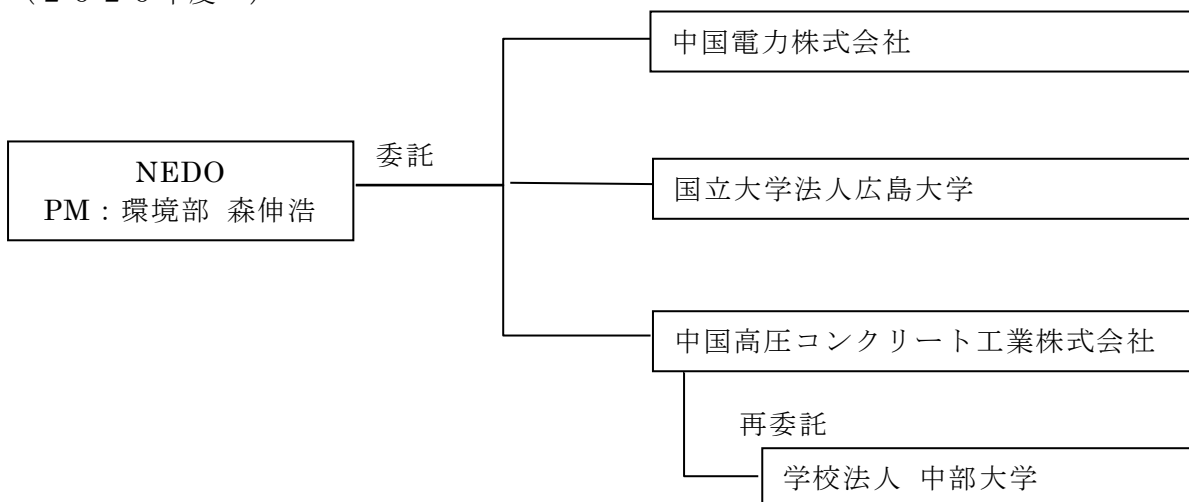 中国電力株式会社
委託
NEDO
PM：環境部 森伸浩
国立大学法人広島大学
中国高圧コンクリート工業株式会社
再委託
学校法人 中部大学